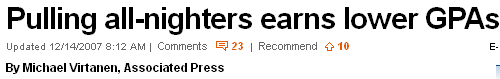 Pulling all-nighters earns lower GPAs
Updated 12/14/2007 8:12 AM | Comments 23 | Recommend 10 E-
By Michael Virtanen, Associated Press